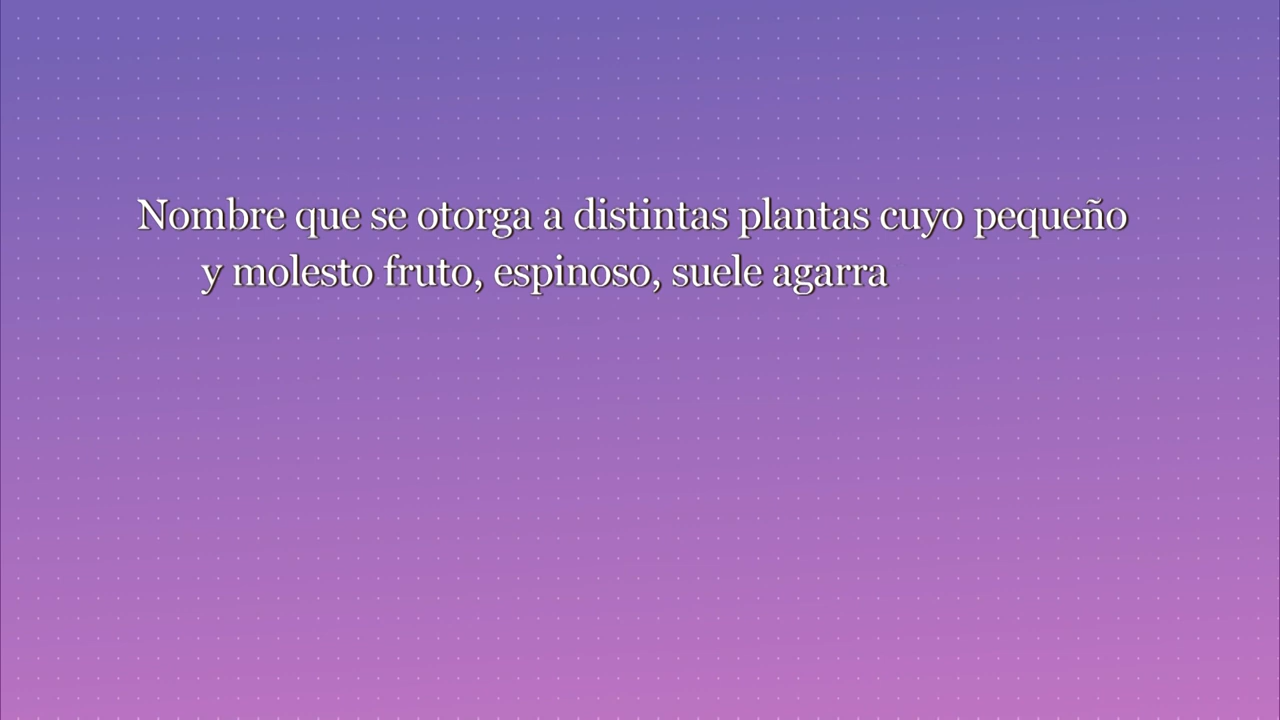 Nombre que se otorga a distintas plantas cuyo pequeño
y molesto fruto, espinoso, suele agarra